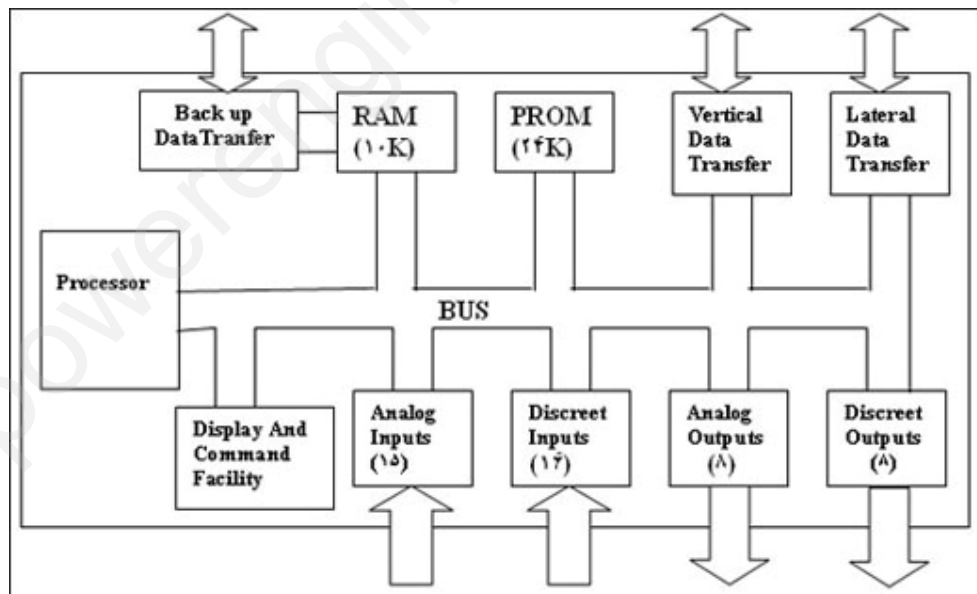 Back up
DataTranfer
RAM
(۱۰K)
PROM
(۲۴K)
Vertical
Data
Transfer
Lateral
Data
Transfer
Processor
BUS
Display And
Command
Facility
Analog
Inputs
(۱۵)
Discreet
Inputs
(۱۴)
Analog
Outputs
(۸)
Discreet
Outputs
(۸)